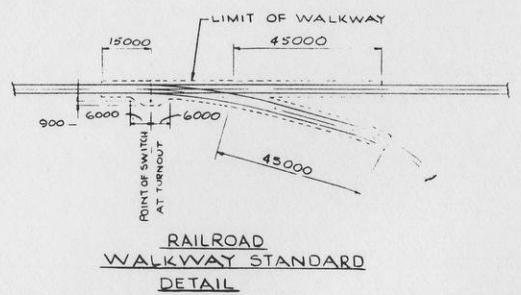 LIMIT OF WALKWAY
15000
45000
900
6000
6000
POINT OF SWITCH
AT TURNOUT
45000
RAILROAD
WALKWAY STANDARD
DETAIL